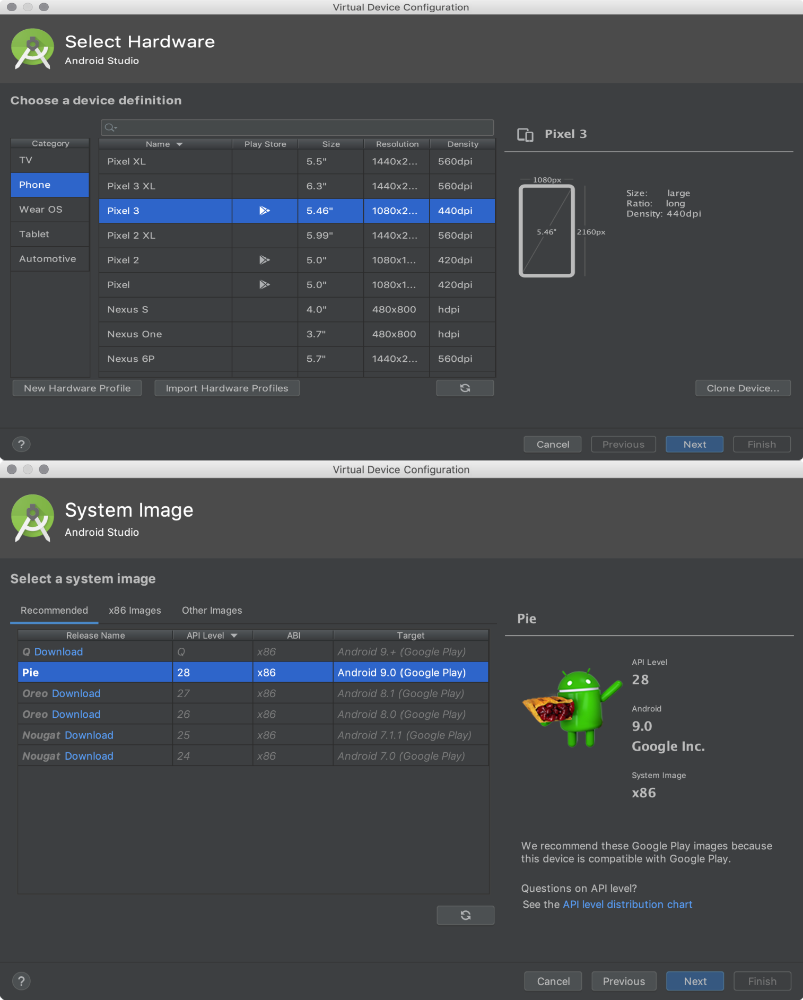 Virtual Device Configuration
Select Hardware
Android Studio
Choose a device definition
Category
TV
Phone
Wear OS
Tablet
Automotive
Name Play Store Size Resolution Density
Pixel XL 5.5" 1440x2... 560dpi
Pixel 3 XL 6.3" 1440x2... 560dpi
Pixel 3 5.46" 1080x2... 440dpi
Pixel 2 XL 5.99" 1440x2... 560dpi
Pixel 2 5.0" 1080x1... 420dpi
Pixel 5.0" 1080x1... 420dpi
Nexus S 4.0" 480x800 hdpi
Nexus One 3.7" 480x800 hdpi
Nexus 6P 5.7" 1440x2... 560dpi
Pixel 3
1080px
5.46"
2160px
Size: large
Ratio: long
Density: 440dpi
New Hardware Profile Import Hardware Profiles Clone Device...
? Cancel Previous Next Finish
Virtual Device Configuration
System Image
Android Studio
Select a system image
Recommended x86 Images Other Images
Release Name API Level ABI Target
Q Download Q x86 Android 9.+ (Google Play)
Pie 28 x86 Android 9.0 (Google Play)
Oreo Download 27 x86 Android 8.1 (Google Play)
Oreo Download 26 x86 Android 8.0 (Google Play)
Nougat Download 25 x86 Android 7.1.1 (Google Play)
Nougat Download 24 x86 Android 7.0 (Google Play)
Pie
API Level
28
Android
9.0
Google Inc.
System Image
x86
We recommend these Google Play images because
this device is compatible with Google Play.
Questions on API level?
See the API level distribution chart
? Cancel Previous Next Finish